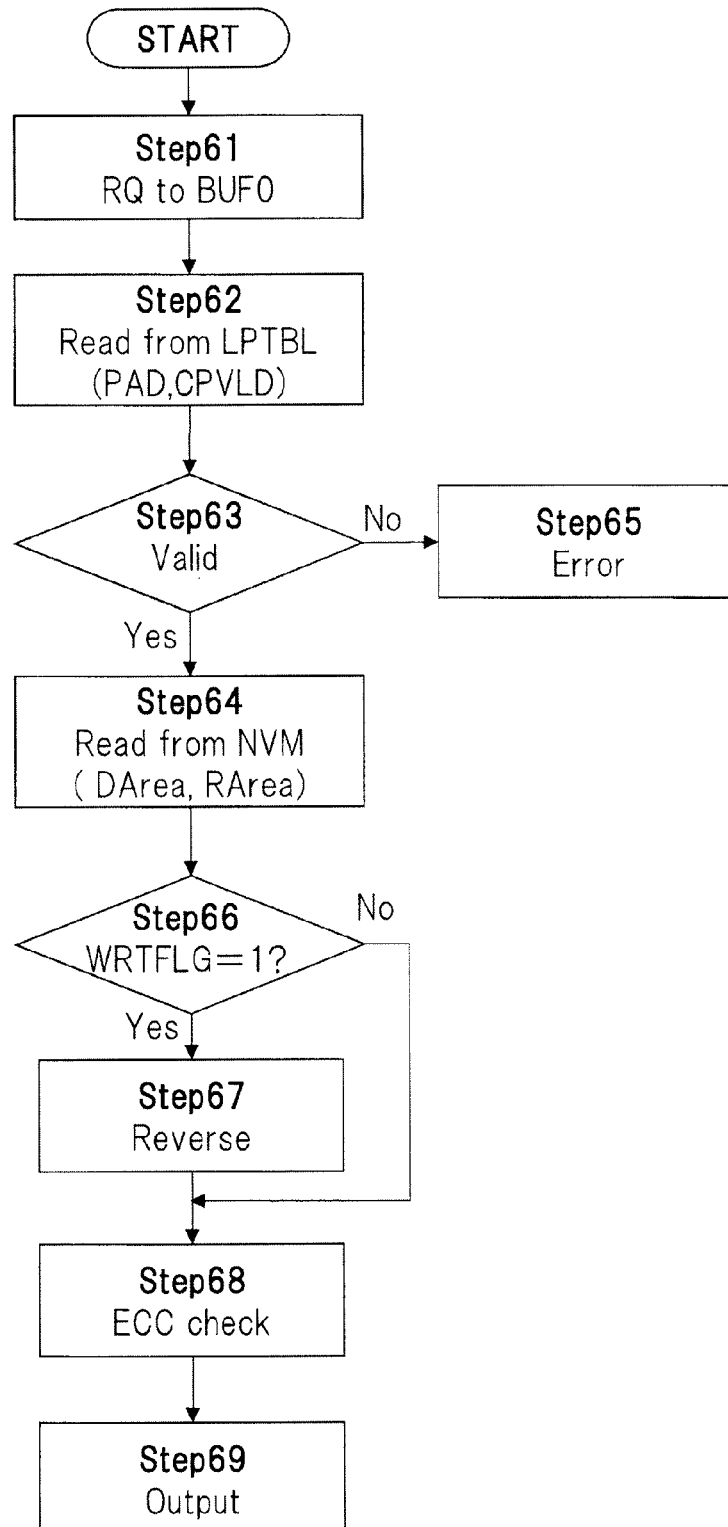 START
Step61
RQ to BUF0
Step62
Read from LPTBL
(PAD,CPVLD)
Step63
Valid
No
Step65
Error
Yes
Step64
Read from NVM
( DArea, RArea)
Step66
WRTFLG=1?
No
Yes
Step67
Reverse
Step68
ECC check
Step69
Output